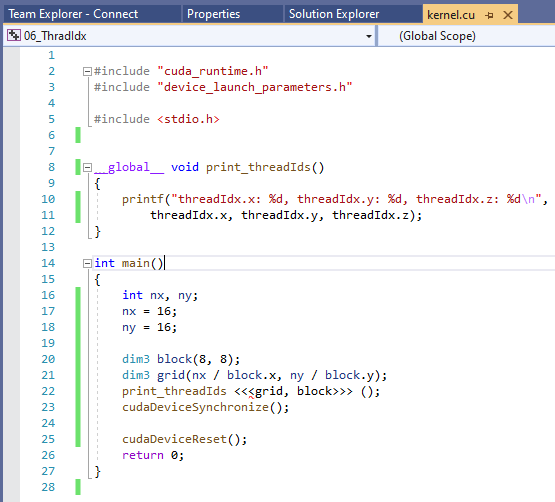 Team Explorer - Connect Properties Solution Explorer kernel.cu
06_ThradIdx (Global Scope)
1
2 #include "cuda_runtime.h"
3 #include "device_launch_parameters.h"
4
5 #include <stdio.h>
6
7
8 __global__ void print_threadIds()
9 {
10 printf("threadIdx.x: %d, threadIdx.y: %d, threadIdx.z: %d\n",
11 threadIdx.x, threadIdx.y, threadIdx.z);
12 }
13
14 int main()
15 {
16 int nx, ny;
17 nx = 16;
18 ny = 16;
19
20 dim3 block(8, 8);
21 dim3 grid(nx / block.x, ny / block.y);
22 print_threadIds <<<grid, block>>> ();
23 cudaDeviceSynchronize();
24
25 cudaDeviceReset();
26 return 0;
27 }
28